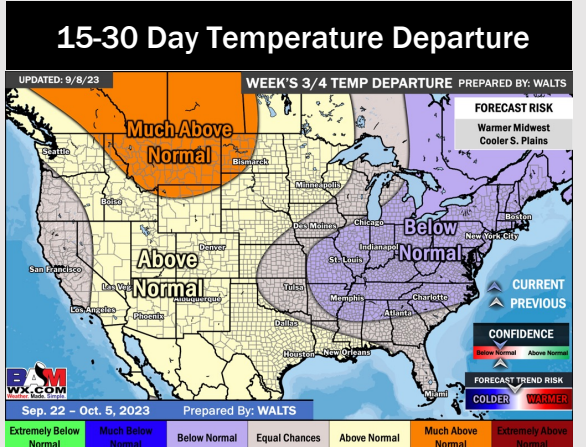 15-30 Day Temperature Departure
UPDATED: 9/8/23
WEEK'S 3/4 TEMP DEPARTURE PREPARED BY: WALTS
FORECAST RISK
Warmer Midwest
Cooler S. Plains
Much Above
Normal
Seattle
Bismarck
Minneapolis
Boise
Des Moines
Chicago
Boston
Below
Normal
New York City
Indianapol
Denver
St. Louis
Above
Normal
San Francisco
Las Veg
Albuquerque
Tulsa
Memphis
Charlotte
CURRENT
PREVIOUS
Los Angeles
Phoenix
Atlanta
Dallas
CONFIDENCE
Below Normal Above Normal
Houston
New Orleans
Miami
FORECAST TREND RISK
COLDER WARMER
BAM
WX.COM
Weather. Made. Simple.
Sep. 22 – Oct. 5, 2023 Prepared By: WALTS
Extremely Below
Normal
Much Below
Normal
Below Normal
Equal Chances
Above Normal
Much Above
Normal
Extremely Above
Normal